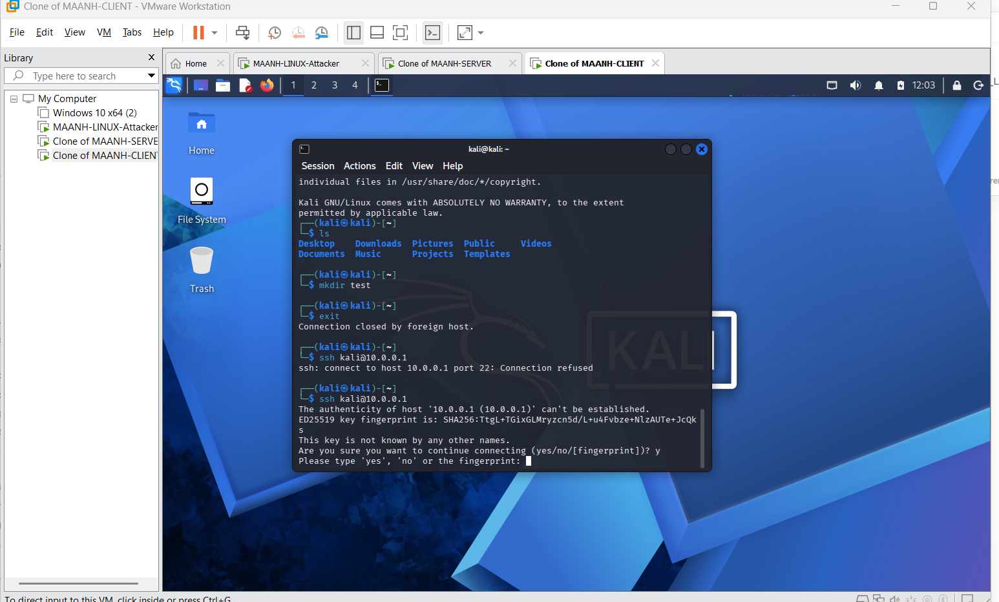 Clone of MAANH-CLIENT - VMware Workstation
File Edit View VM Tabs Help
Library
Type here to search
My Computer
Windows 10 x64 (2)
MAANH-LINUX-Attacker
Clone of MAANH-SERVE
Clone of MAANH-CLIEN
Home
MAANH-LINUX-Attacker
Clone of MAANH-SERVER
Clone of MAANH-CLIENT
1 2 3 4
12:03
Home
File System
Trash
KALI
kali@kali: ~
Session Actions Edit View Help
individual files in /usr/share/doc/*/copyright.
Kali GNU/Linux comes with ABSOLUTELY NO WARRANTY, to the extent
permitted by applicable law.
┌──(kali㉿kali)-[~]
└─$ ls
Desktop Downloads Pictures Public Videos
Documents Music Projects Templates
┌──(kali㉿kali)-[~]
└─$ mkdir test
┌──(kali㉿kali)-[~]
└─$ exit
Connection closed by foreign host.
┌──(kali㉿kali)-[~]
└─$ ssh kali@10.0.0.1
ssh: connect to host 10.0.0.1 port 22: Connection refused
┌──(kali㉿kali)-[~]
└─$ ssh kali@10.0.0.1
The authenticity of host '10.0.0.1 (10.0.0.1)' can't be established.
ED25519 key fingerprint is: SHA256:TtgL+TGixGLMryzcn5d/L+u4Fvbze+NlzAUTe+JcQk
s
This key is not known by any other names.
Are you sure you want to continue connecting (yes/no/[fingerprint])? y
Please type 'yes', 'no' or the fingerprint:
To direct input to this VM, click inside or press Ctrl+G.